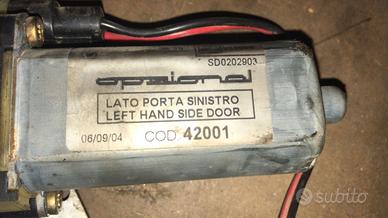 SD0202903
opzional
LATO PORTA SINISTRO
LEFT HAND SIDE DOOR
06/09/04 COD 42001
subito